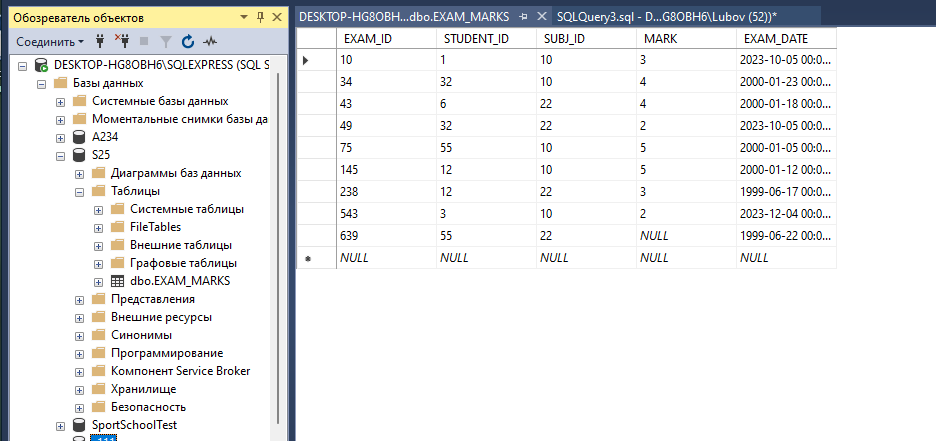 Обозреватель объектов
Соединить
DESKTOP-HG8OBH6\SQLEXPRESS (SQL S
Базы данных
Системные базы данных
Моментальные снимки базы да
A234
S25
Диаграммы баз данных
Таблицы
Системные таблицы
FileTables
Внешние таблицы
Графовые таблицы
dbo.EXAM_MARKS
Представления
Внешние ресурсы
Синонимы
Программирование
Компонент Service Broker
Хранилище
Безопасность
SportSchoolTest
DESKTOP-HG8OBH...dbo.EXAM_MARKS SQLQuery3.sql - D...G8OBH6\Lubov (52))*
EXAM_ID STUDENT_ID SUBJ_ID MARK EXAM_DATE
10 1 10 3 2023-10-05 00:0...
34 32 10 4 2000-01-23 00:0...
43 6 22 4 2000-01-18 00:0...
49 32 22 2 2023-10-05 00:0...
75 55 10 5 2000-01-05 00:0...
145 12 10 5 2000-01-12 00:0...
238 12 22 3 1999-06-17 00:0...
543 3 10 2 2023-12-04 00:0...
639 55 22 NULL 1999-06-22 00:0...
NULL NULL NULL NULL NULL